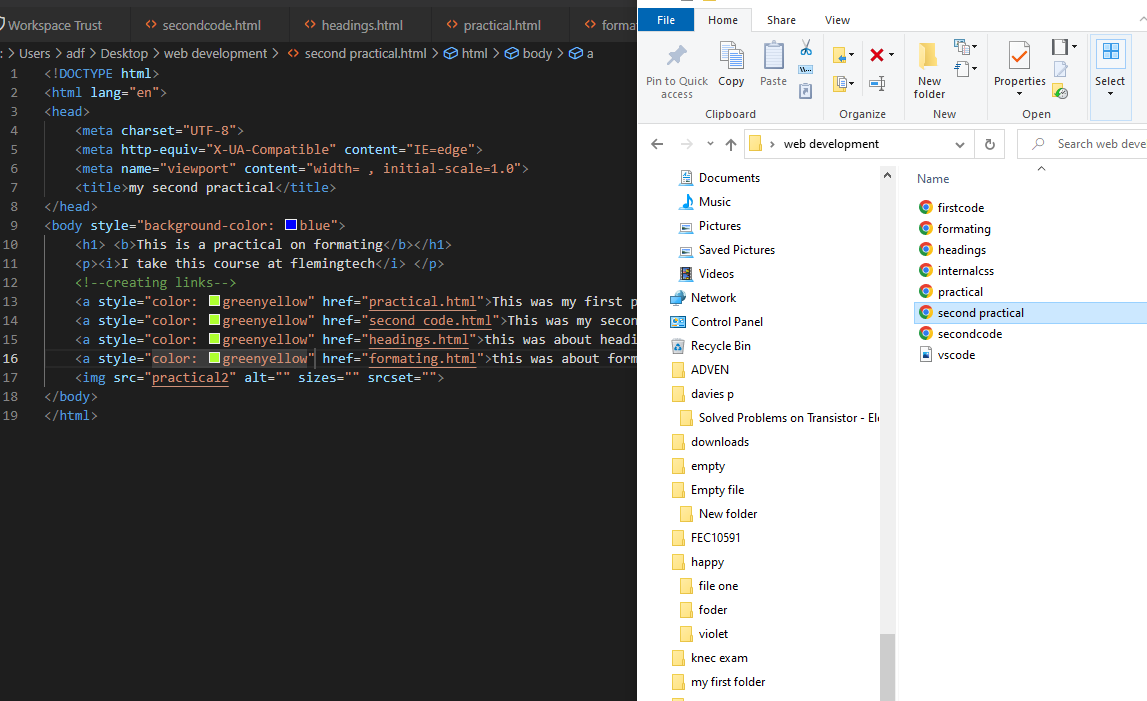 Workspace Trust
secondcode.html
headings.html
practical.html
forma
: > Users > adf > Desktop > web development > <> second practical.html > html > body > a
1 <!DOCTYPE html>
2 <html lang="en">
3 <head>
4 <meta charset="UTF-8">
5 <meta http-equiv="X-UA-Compatible" content="IE=edge">
6 <meta name="viewport" content="width= , initial-scale=1.0">
7 <title>my second practical</title>
8 </head>
9 <body style="background-color: blue">
10 <h1> <b>This is a practical on formating</b></h1>
11 <p><i>I take this course at flemingtech</i> </p>
12 <!--creating links-->
13 <a style="color: greenyellow" href="practical.html">This was my first p
14 <a style="color: greenyellow" href="second code.html">This was my secon
15 <a style="color: greenyellow" href="headings.html">this was about headi
16 <a style="color: greenyellow" href="formating.html">this was about form
17 <img src="practical2" alt="" sizes="" srcset="">
18 </body>
19 </html>
File
Home
Share
View
Pin to Quick access
Copy
Paste
Clipboard
Organize
New folder
New
Properties
Open
Select
web development
Search web deve
Documents
Music
Pictures
Saved Pictures
Videos
Network
Control Panel
Recycle Bin
ADVEN
davies p
Solved Problems on Transistor - Ele
downloads
empty
Empty file
New folder
FEC10591
happy
file one
foder
violet
knec exam
my first folder
Name
firstcode
formating
headings
internalcss
practical
second practical
secondcode
vscode